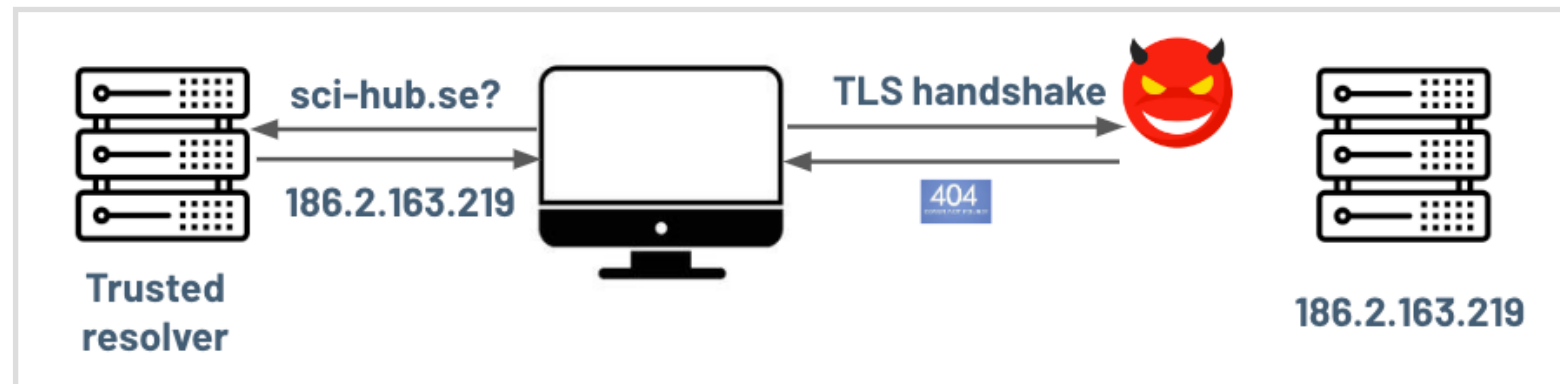 sci-hub.se?
186.2.163.219
Trusted
resolver
TLS handshake
404
186.2.163.219